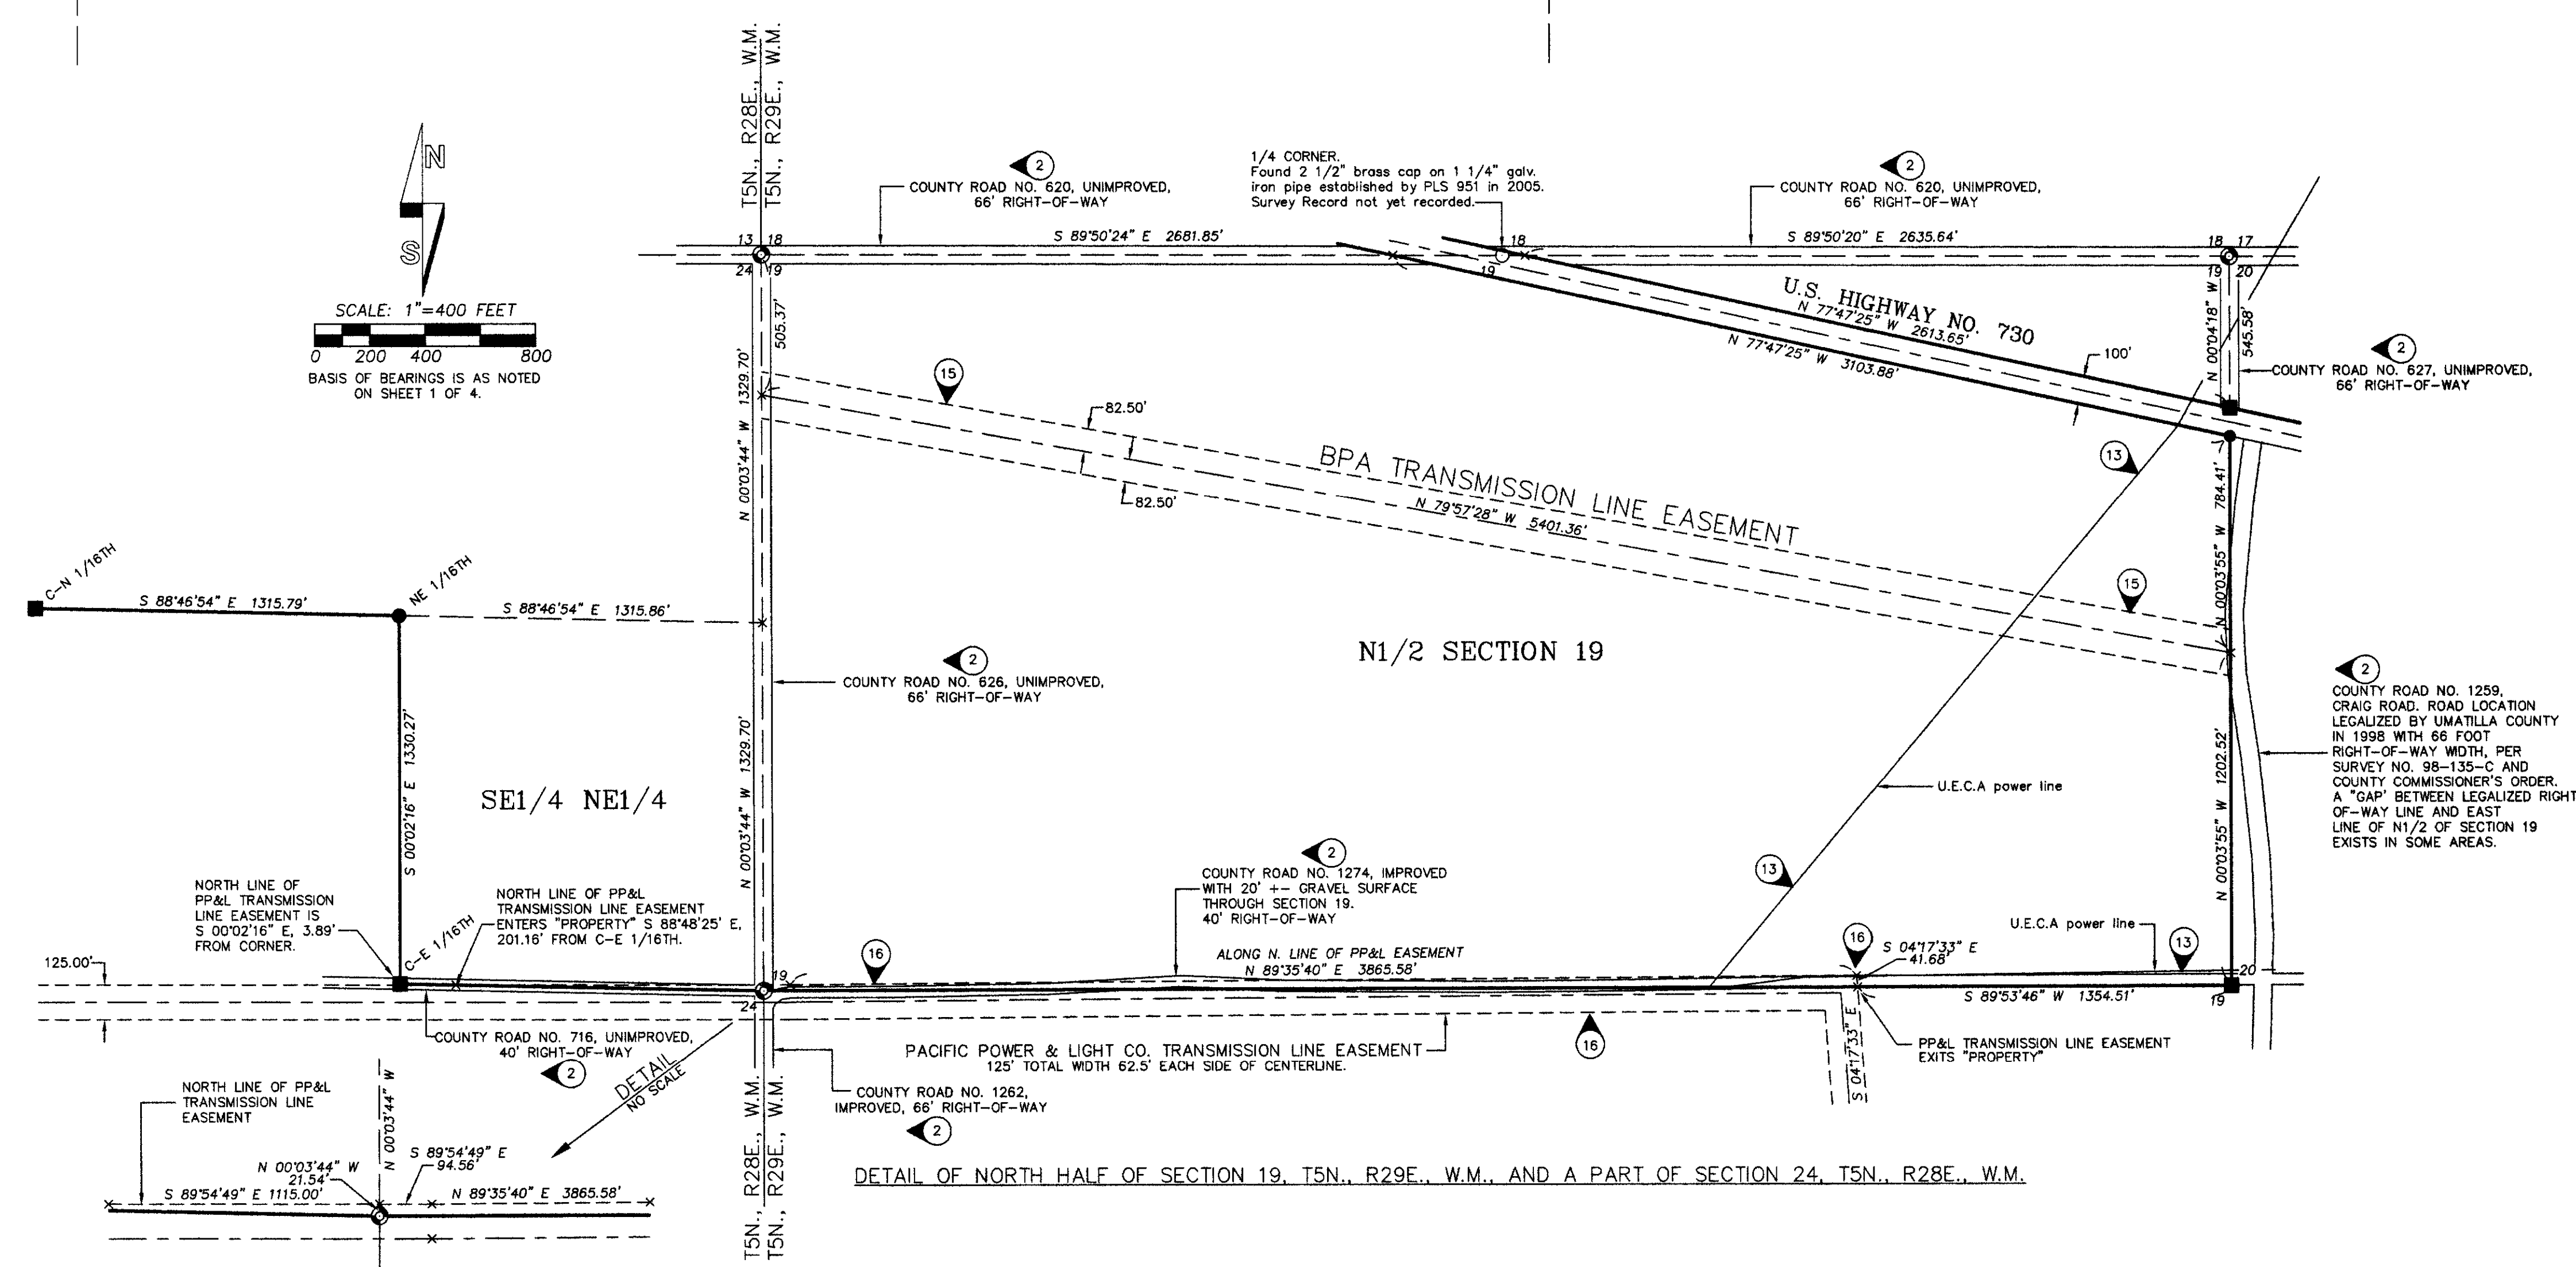 T5N., R28E., W.M.
T5N., R29E., W.M.
N
S
SCALE: 1"=400 FEET
0 200 400 800
BASIS OF BEARINGS IS AS NOTED
ON SHEET 1 OF 4.
2
COUNTY ROAD NO. 620, UNIMPROVED,
66' RIGHT-OF-WAY
1/4 CORNER.
Found 2 1/2" brass cap on 1 1/4" galv.
iron pipe established by PLS 951 in 2005.
Survey Record not yet recorded.
2
COUNTY ROAD NO. 620, UNIMPROVED,
66' RIGHT-OF-WAY
13 18
24 19
S 89°50'24" E 2681.85'
18
19
S 89°50'20" E 2635.64'
18 17
19 20
U.S. HIGHWAY NO. 730
N 77°47'25" W 2613.65'
N 77°47'25" W 3103.88'
100'
N 00°04'18" W
545.58'
2
COUNTY ROAD NO. 627, UNIMPROVED,
66' RIGHT-OF-WAY
505.37'
N 00°03'44" W 1329.70'
15
82.50'
82.50'
BPA TRANSMISSION LINE EASEMENT
N 79°57'28" W 5401.36'
13
N 00°03'55" W 784.41'
15
C-N 1/16TH
S 88°46'54" E 1315.79'
NE 1/16TH
S 88°46'54" E 1315.86'
2
COUNTY ROAD NO. 626, UNIMPROVED,
66' RIGHT-OF-WAY
N1/2 SECTION 19
2
COUNTY ROAD NO. 1259,
CRAIG ROAD. ROAD LOCATION
LEGALIZED BY UMATILLA COUNTY
IN 1998 WITH 66 FOOT
RIGHT-OF-WAY WIDTH, PER
SURVEY NO. 98-135-C AND
COUNTY COMMISSIONER'S ORDER.
A "GAP' BETWEEN LEGALIZED RIGHT
OF-WAY LINE AND EAST
LINE OF N1/2 OF SECTION 19
EXISTS IN SOME AREAS.
S 00°02'16" E 1330.27'
SE1/4 NE1/4
N 00°03'44" W 1329.70'
U.E.C.A power line
N 00°03'55" W 1202.52'
NORTH LINE OF
PP&L TRANSMISSION
LINE EASEMENT IS
S 00°02'16" E, 3.89'
FROM CORNER.
C-E 1/16TH
NORTH LINE OF PP&L
TRANSMISSION LINE EASEMENT
ENTERS "PROPERTY" S 88°48'25" E,
201.16' FROM C-E 1/16TH.
2
COUNTY ROAD NO. 1274, IMPROVED
WITH 20' +- GRAVEL SURFACE
THROUGH SECTION 19.
40' RIGHT-OF-WAY
13
125.00'
16
ALONG N. LINE OF PP&L EASEMENT
N 89°35'40" E 3865.58'
16
S 04°17'33" E
41.68'
U.E.C.A power line
13
19
24
20
19
S 89°53'46" W 1354.51'
COUNTY ROAD NO. 716, UNIMPROVED,
40' RIGHT-OF-WAY
2
PACIFIC POWER & LIGHT CO. TRANSMISSION LINE EASEMENT
125' TOTAL WIDTH 62.5' EACH SIDE OF CENTERLINE.
16
S 04°17'33" E
PP&L TRANSMISSION LINE EASEMENT
EXITS "PROPERTY"
DETAIL
NO SCALE
COUNTY ROAD NO. 1262,
IMPROVED, 66' RIGHT-OF-WAY
2
T5N., R28E., W.M.
T5N., R29E., W.M.
NORTH LINE OF PP&L
TRANSMISSION LINE
EASEMENT
N 00°03'44" W
N 00°03'44" W
21.54'
S 89°54'49" E
94.56'
S 89°54'49" E 1115.00'
N 89°35'40" E 3865.58'
DETAIL OF NORTH HALF OF SECTION 19, T5N., R29E., W.M., AND A PART OF SECTION 24, T5N., R28E., W.M.